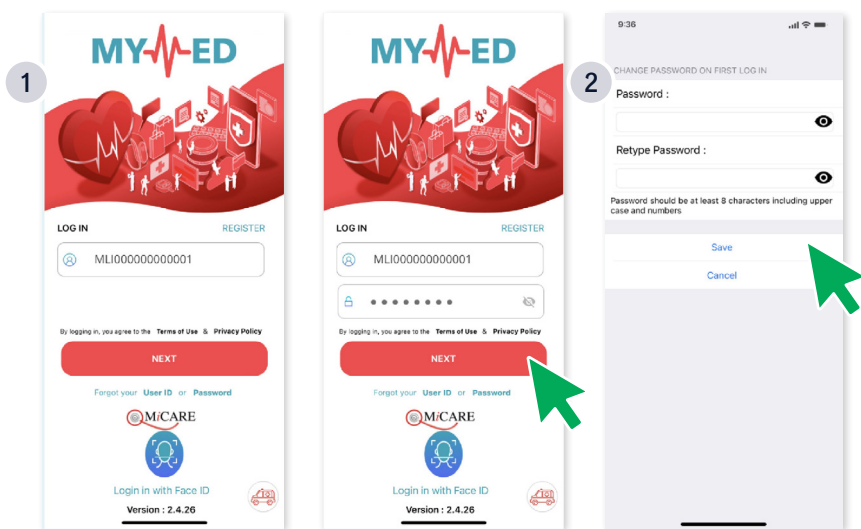 1
MY ED
LOG IN
REGISTER
MLI000000000001
By logging in, you agree to the Terms of Use & Privacy Policy
NEXT
Forgot your User ID or Password
MiCARE
Login in with Face ID
Version : 2.4.26
MY ED
LOG IN
REGISTER
MLI000000000001
By logging in, you agree to the Terms of Use & Privacy Policy
NEXT
Forgot your User ID or Password
MiCARE
Login in with Face ID
Version : 2.4.26
2
9:36
CHANGE PASSWORD ON FIRST LOG IN
Password :
Retype Password :
Password should be at least 8 characters including upper
case and numbers
Save
Cancel